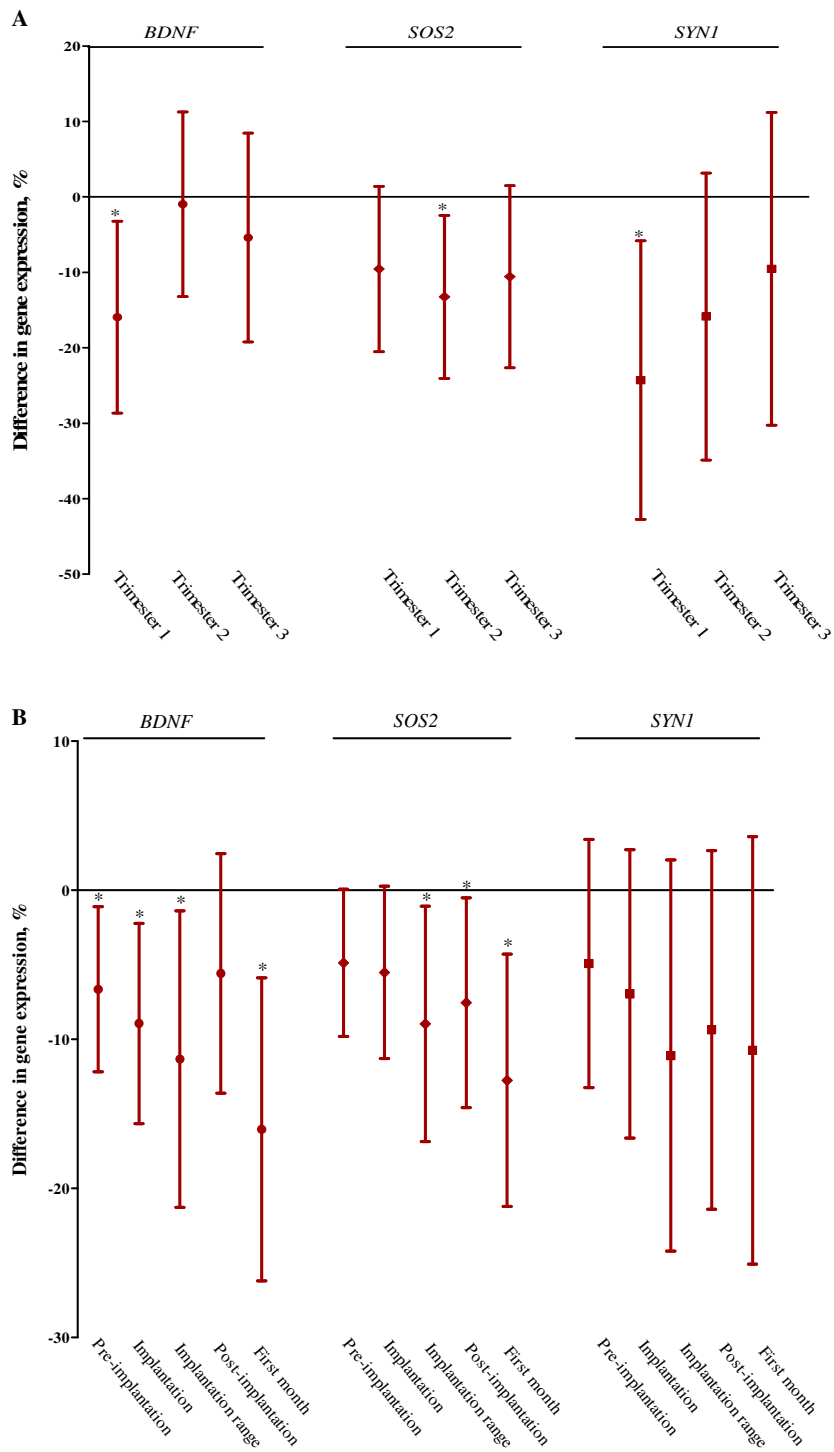 A
BDNF SOS2 SYN1
20
10
0
-10
-20
-30
-40
-50
Difference in gene expression, %
* * *
Trimester 1 Trimester 2 Trimester 3 Trimester 1 Trimester 2 Trimester 3 Trimester 1 Trimester 2 Trimester 3
B
BDNF SOS2 SYN1
10
0
-10
-20
-30
Difference in gene expression, %
* * * * * * *
Pre-implantation Implantation Implantation range Post-implantation First month Pre-implantation Implantation Implantation range Post-implantation First month Pre-implantation Implantation Implantation range Post-implantation First month